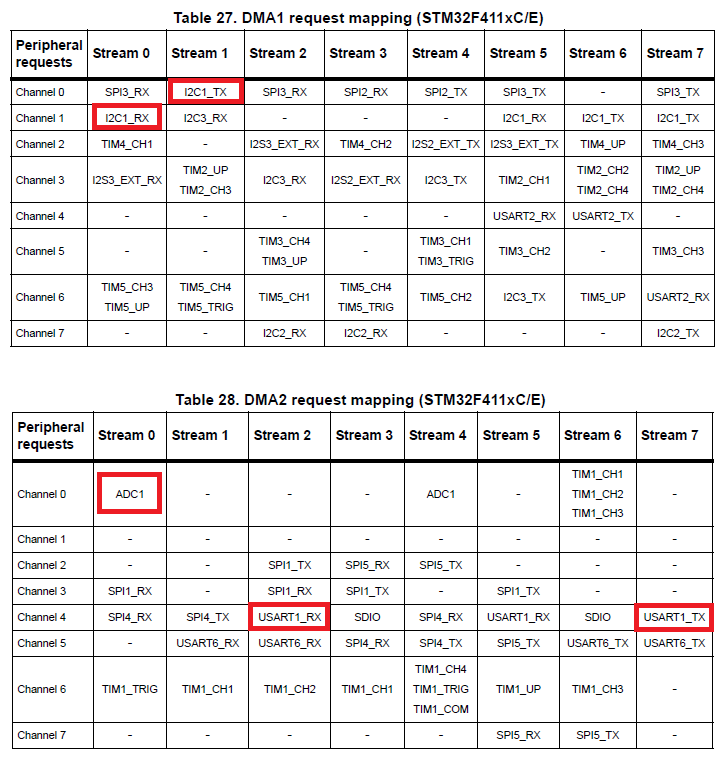 Table 27. DMA1 request mapping (STM32F411xC/E)
Peripheral requests Stream 0 Stream 1 Stream 2 Stream 3 Stream 4 Stream 5 Stream 6 Stream 7
Channel 0 SPI3_RX I2C1_TX SPI3_RX SPI2_RX SPI2_TX SPI3_TX - SPI3_TX
Channel 1 I2C1_RX I2C3_RX - - - I2C1_RX I2C1_TX I2C1_TX
Channel 2 TIM4_CH1 - I2S3_EXT_RX TIM4_CH2 I2S2_EXT_TX I2S3_EXT_TX TIM4_UP TIM4_CH3
Channel 3 I2S3_EXT_RX TIM2_UP TIM2_CH3 I2C3_RX I2S2_EXT_RX I2C3_TX TIM2_CH1 TIM2_CH2 TIM2_CH4 TIM2_UP TIM2_CH4
Channel 4 - - - - - USART2_RX USART2_TX -
Channel 5 - - TIM3_CH4 TIM3_UP - TIM3_CH1 TIM3_TRIG TIM3_CH2 - TIM3_CH3
Channel 6 TIM5_CH3 TIM5_UP TIM5_CH4 TIM5_TRIG TIM5_CH1 TIM5_CH4 TIM5_TRIG TIM5_CH2 I2C3_TX TIM5_UP USART2_RX
Channel 7 - - I2C2_RX I2C2_RX - - - I2C2_TX
Table 28. DMA2 request mapping (STM32F411xC/E)
Peripheral requests Stream 0 Stream 1 Stream 2 Stream 3 Stream 4 Stream 5 Stream 6 Stream 7
Channel 0 ADC1 - - - ADC1 - TIM1_CH1 TIM1_CH2 TIM1_CH3 -
Channel 1 - - - - - - - -
Channel 2 - - SPI1_TX SPI5_RX SPI5_TX - - -
Channel 3 SPI1_RX - SPI1_RX SPI1_TX - SPI1_TX - -
Channel 4 SPI4_RX SPI4_TX USART1_RX SDIO SPI4_RX USART1_RX SDIO USART1_TX
Channel 5 - USART6_RX USART6_RX SPI4_RX SPI4_TX SPI5_TX USART6_TX USART6_TX
Channel 6 TIM1_TRIG TIM1_CH1 TIM1_CH2 TIM1_CH1 TIM1_CH4 TIM1_TRIG TIM1_COM TIM1_UP TIM1_CH3 -
Channel 7 - - - - - SPI5_RX SPI5_TX -